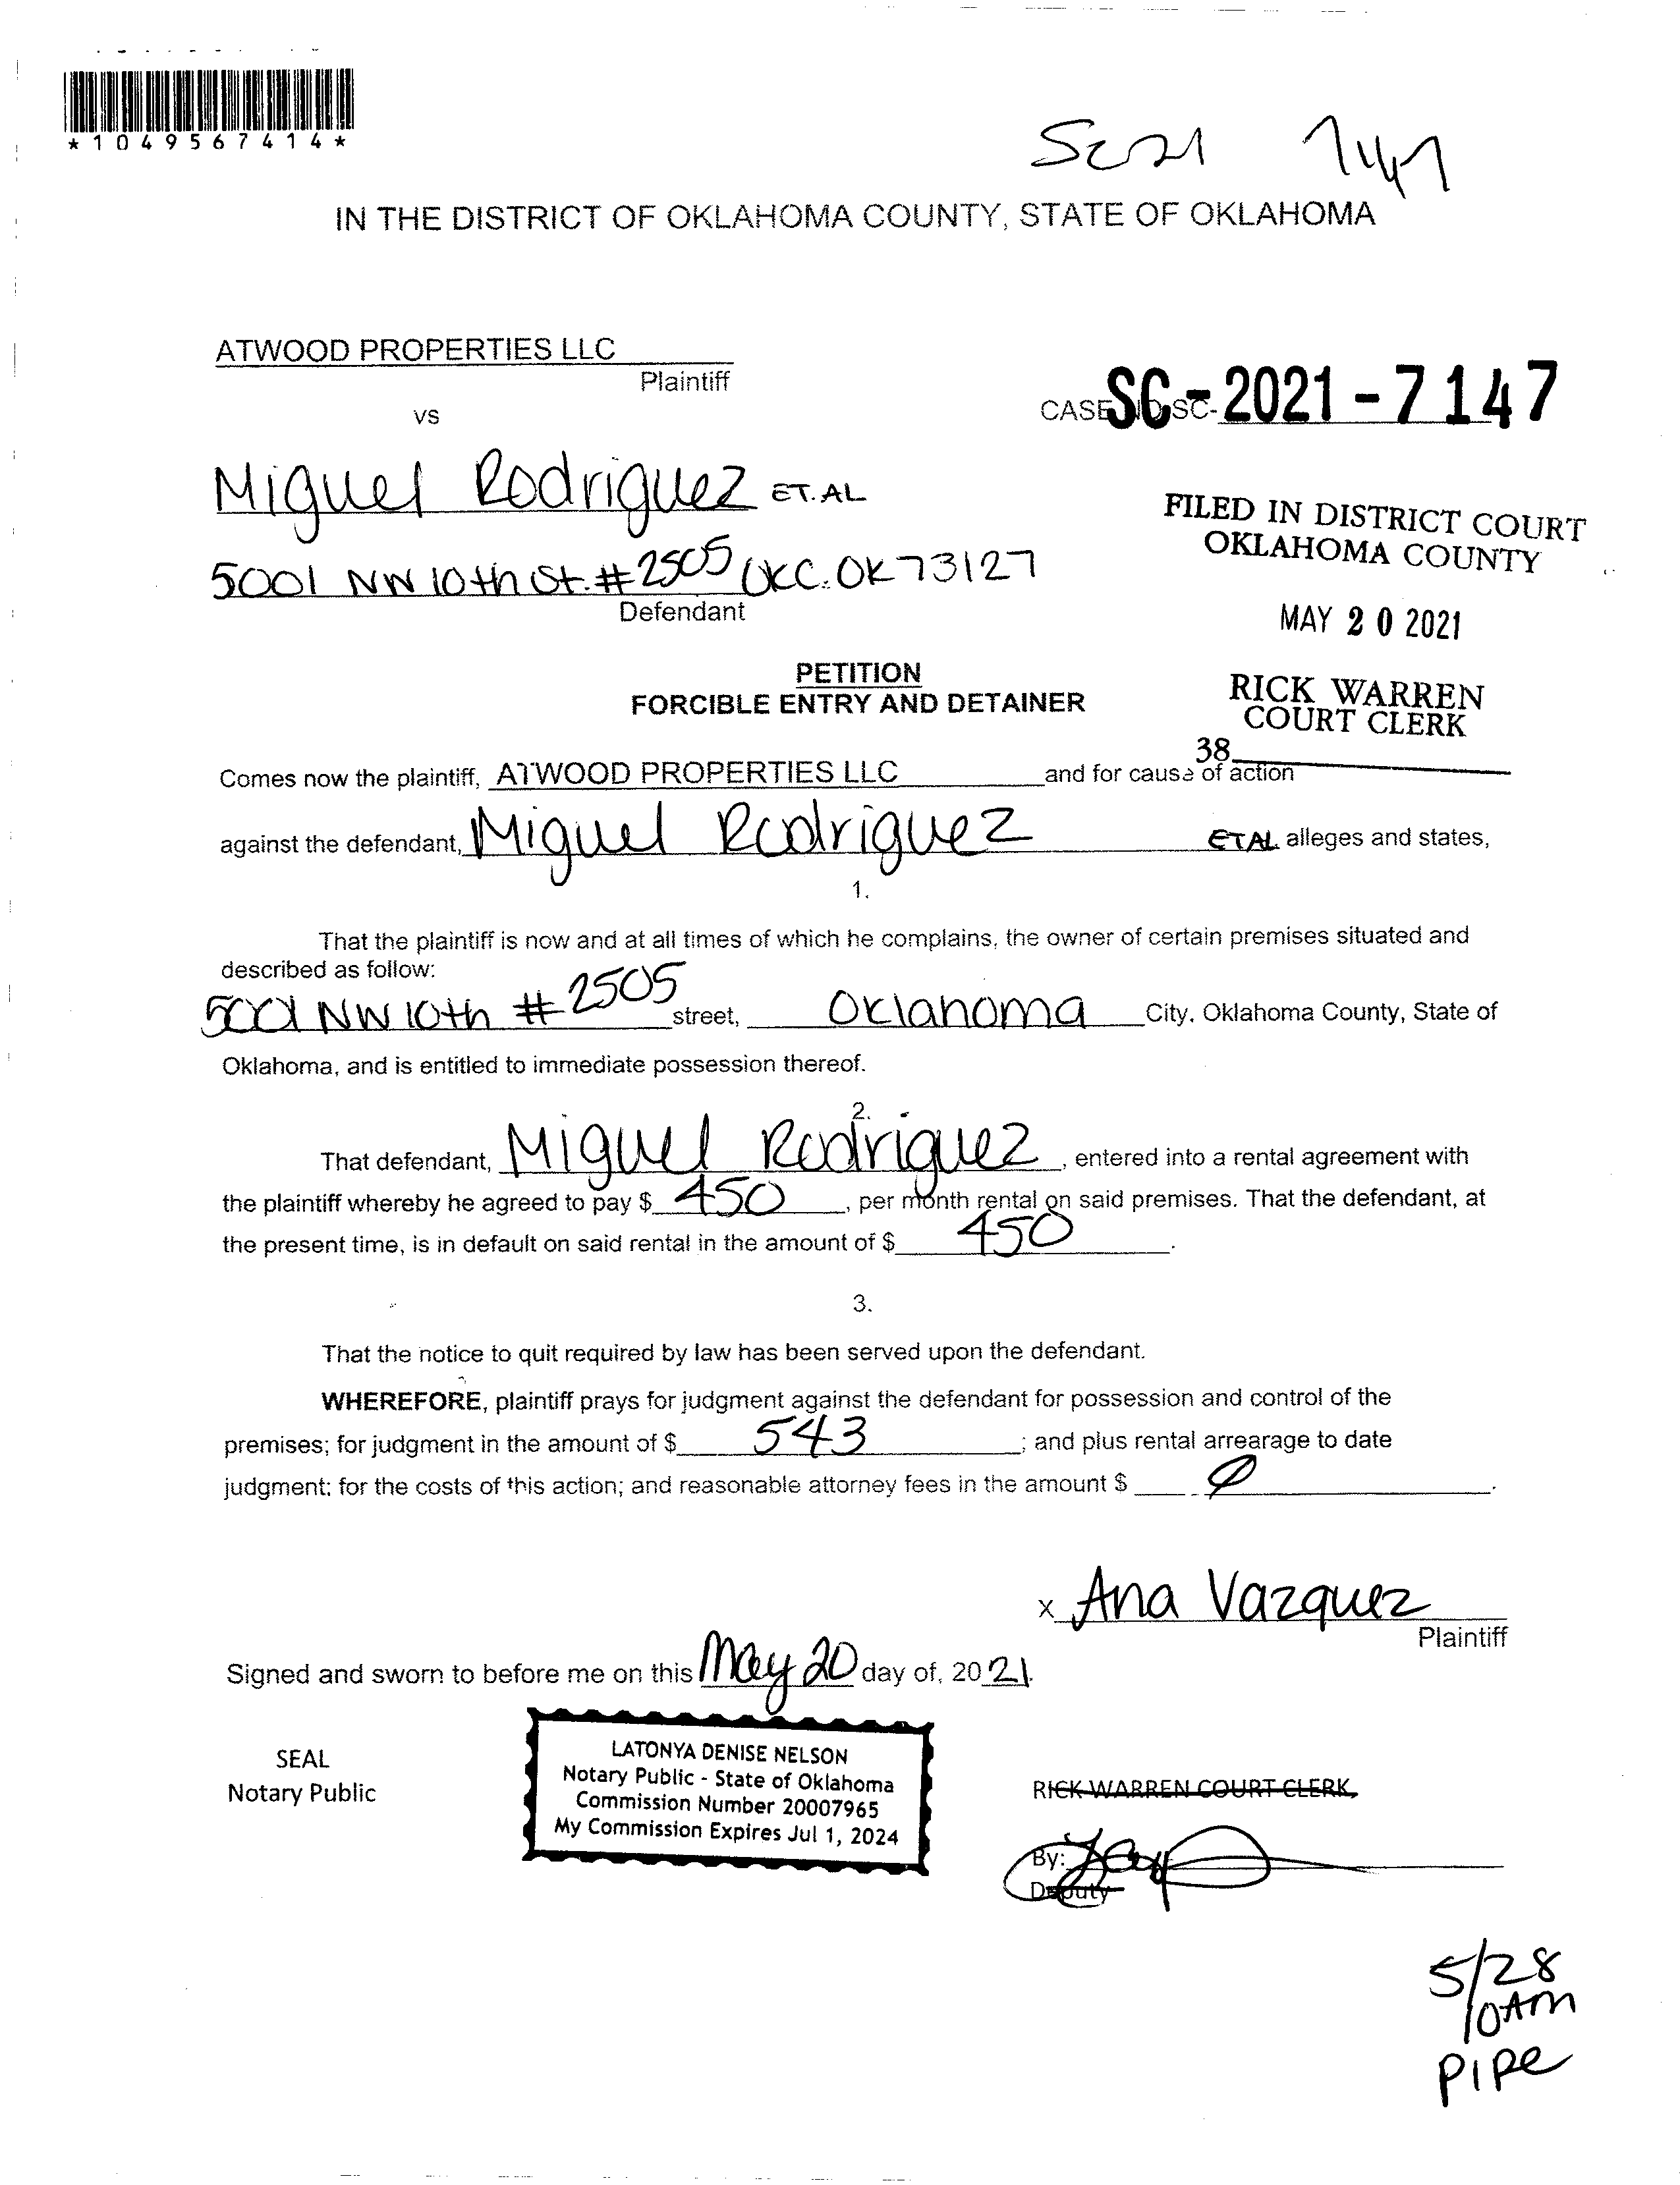 *1049567414*
SC21 7147
IN THE DISTRICT OF OKLAHOMA COUNTY, STATE OF OKLAHOMA
ATWOOD PROPERTIES LLC
Plaintiff
vs
CASE NO SC-
SC-2021-7147
Miguel Rodriguez ET. AL
5001 NW 10th St. #2505 OKC. OK 73127
Defendant
FILED IN DISTRICT COURT
OKLAHOMA COUNTY
MAY 20 2021
RICK WARREN
COURT CLERK
38
PETITION
FORCIBLE ENTRY AND DETAINER
Comes now the plaintiff, ATWOOD PROPERTIES LLC and for cause of action
against the defendant, Miguel Rodriguez ETAL alleges and states,
1.
That the plaintiff is now and at all times of which he complains, the owner of certain premises situated and
described as follow:
5001 NW 10th #2505 street, Oklahoma City. Oklahoma County, State of
Oklahoma, and is entitled to immediate possession thereof.
2.
That defendant, Miguel Rodriguez, entered into a rental agreement with
the plaintiff whereby he agreed to pay $ 450, per month rental on said premises. That the defendant, at
the present time, is in default on said rental in the amount of $ 450.
3.
That the notice to quit required by law has been served upon the defendant.
WHEREFORE, plaintiff prays for judgment against the defendant for possession and control of the
premises; for judgment in the amount of $ 543; and plus rental arrearage to date
judgment: for the costs of this action; and reasonable attorney fees in the amount $ 0.
x Ana Vazquez
Plaintiff
Signed and sworn to before me on this May 20 day of, 20 21.
SEAL
Notary Public
LATONYA DENISE NELSON
Notary Public - State of Oklahoma
Commission Number 20007965
My Commission Expires Jul 1, 2024
RICK WARREN COURT CLERK,
By:
Deputy
5/28
10AM
PIPE